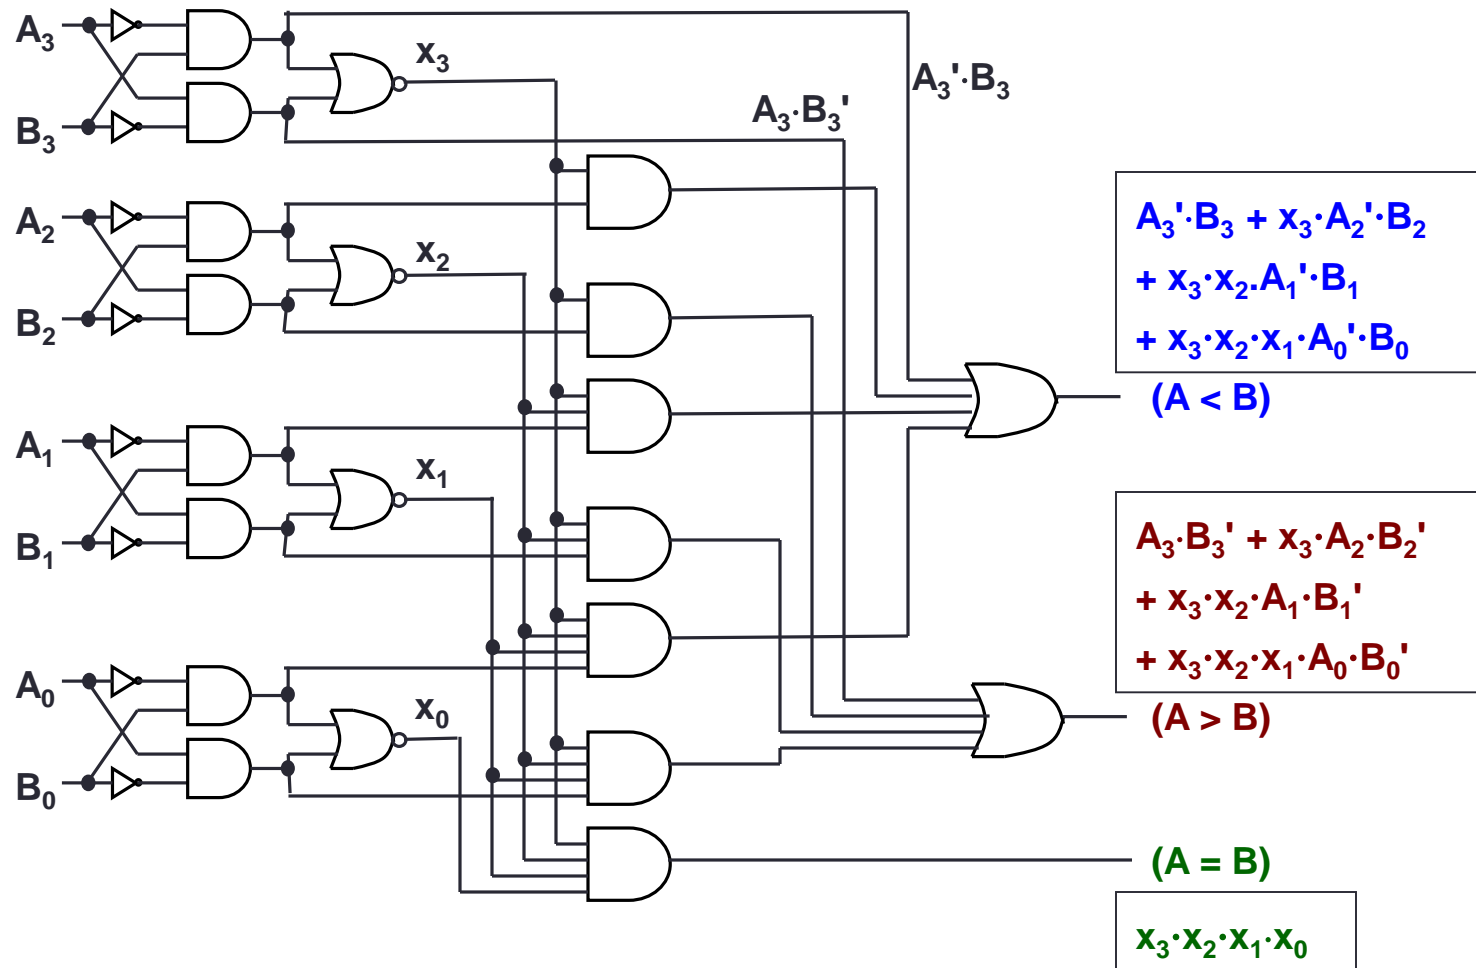 A₃
x₃
A₃'·B₃
A₃·B₃'
B₃
A₂
x₂
B₂
A₃'·B₃ + x₃·A₂'·B₂
+ x₃·x₂.A₁'·B₁
+ x₃·x₂·x₁·A₀'·B₀
(A < B)
A₁
x₁
B₁
A₃·B₃' + x₃·A₂·B₂'
+ x₃·x₂·A₁·B₁'
+ x₃·x₂·x₁·A₀·B₀'
(A > B)
A₀
x₀
B₀
(A = B)
x₃·x₂·x₁·x₀